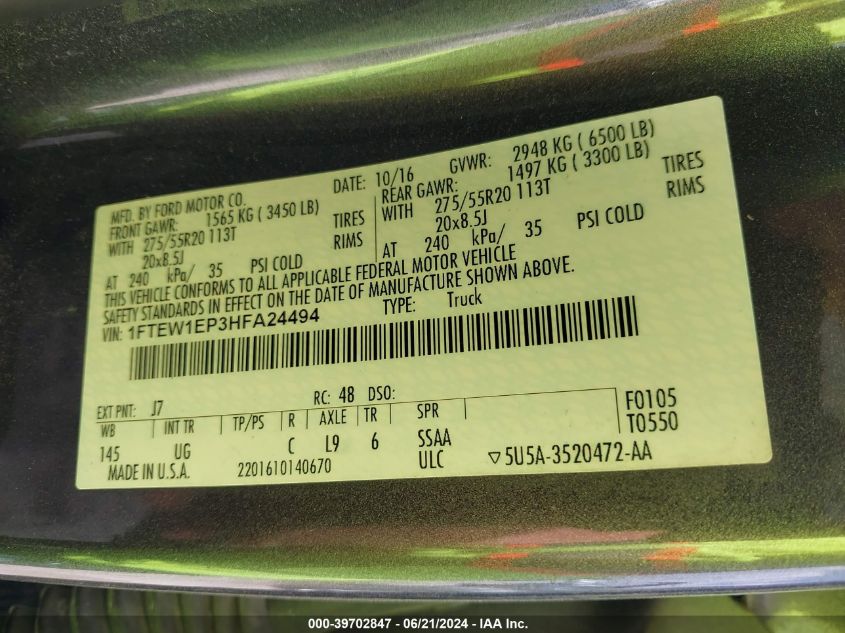 MFD. BY FORD MOTOR CO. DATE: 10/16 GVWR: 2948 KG ( 6500 LB)
FRONT GAWR: 1565 KG ( 3450 LB) REAR GAWR: 1497 KG ( 3300 LB)
WITH 275/55R20 113T TIRES WITH 275/55R20 113T TIRES
20x8.5J RIMS 20x8.5J RIMS
AT 240 kPa/ 35 PSI COLD AT 240 kPa/ 35 PSI COLD
THIS VEHICLE CONFORMS TO ALL APPLICABLE FEDERAL MOTOR VEHICLE
SAFETY STANDARDS IN EFFECT ON THE DATE OF MANUFACTURE SHOWN ABOVE.
VIN: 1FTEW1EP3HFA24494 TYPE: Truck
EXT PNT: J7 RC: 48 DSO: F0105
WB INT TR TP/PS R AXLE TR SPR T0550
145 UG C L9 6 SSAA
MADE IN U.S.A. 2201610140670 ULC ▽5U5A-3520472-AA
000-39702847 - 06/21/2024 - IAA Inc.